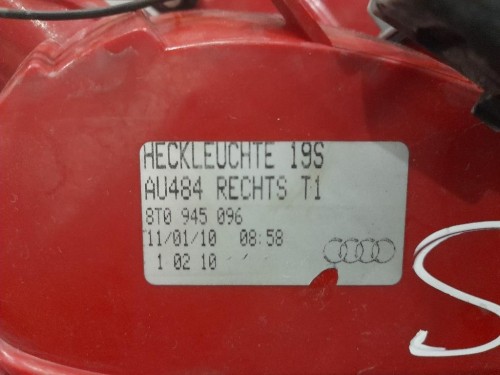 HECKLEUCHTE 19S
AU484 RECHTS T1
8T0 945 096
11/01/10 08:58
1 02 10
S